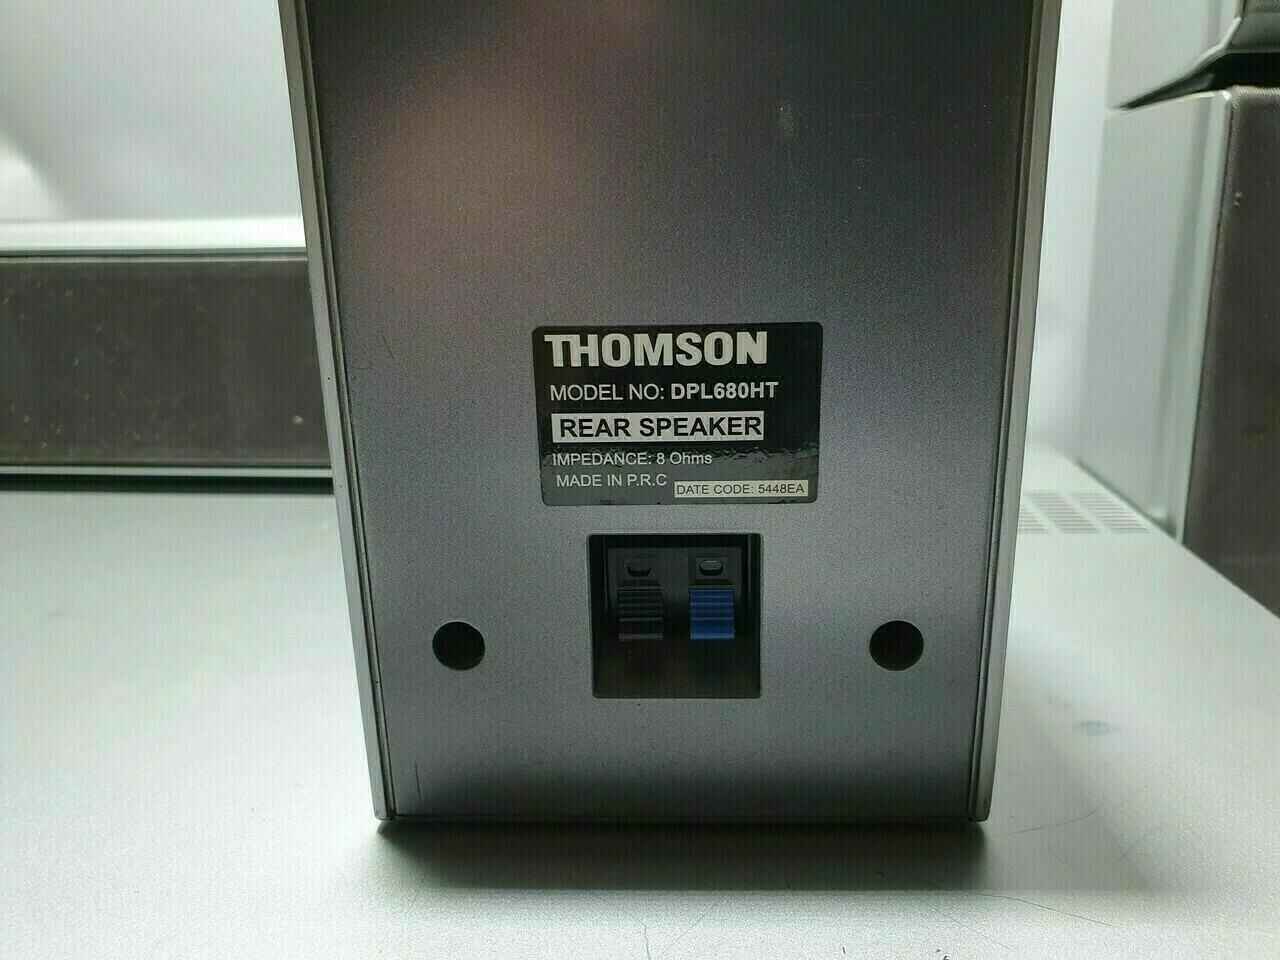 THOMSON
MODEL NO: DPL680HT
REAR SPEAKER
IMPEDANCE: 8 Ohms
MADE IN P.R.C
DATE CODE: 5448EA